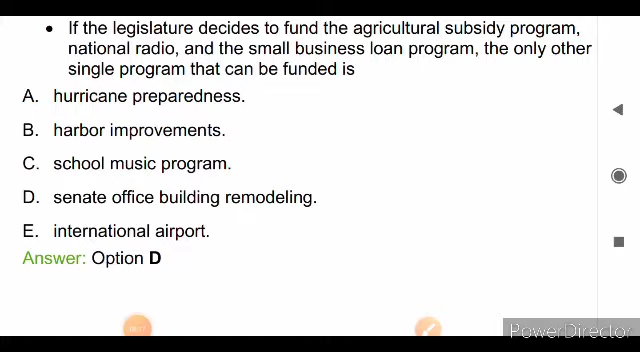 • If the legislature decides to fund the agricultural subsidy program,
national radio, and the small business loan program, the only other
single program that can be funded is
A. hurricane preparedness.
B. harbor improvements.
C. school music program.
D. senate office building remodeling.
E. international airport.
Answer: Option D
PowerDirector